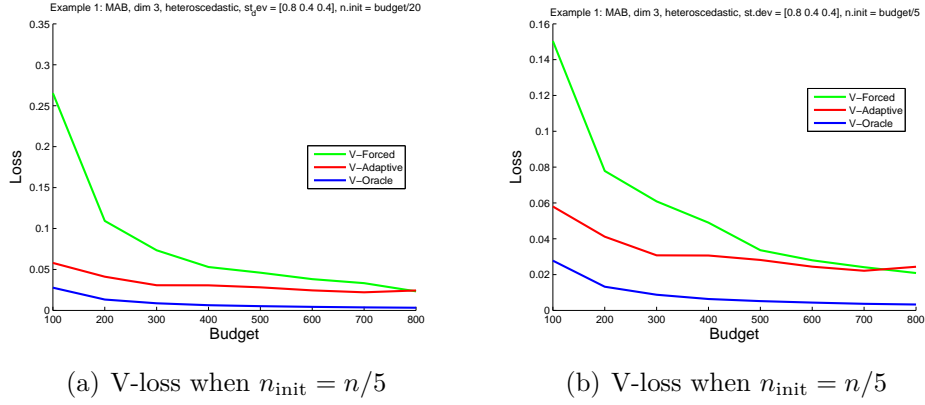 Example 1: MAB, dim 3, heteroscedastic, st_dev = [0.8 0.4 0.4], n.init = budget/20
0.35
0.3
0.25
0.2
0.15
0.1
0.05
0
Loss
V−Forced
V−Adaptive
V−Oracle
100 200 300 400 500 600 700 800
Budget
(a) V-loss when n_init = n/5
Example 1: MAB, dim 3, heteroscedastic, st.dev = [0.8 0.4 0.4], n.init = budget/5
0.16
0.14
0.12
0.1
0.08
0.06
0.04
0.02
0
Loss
V−Forced
V−Adaptive
V−Oracle
100 200 300 400 500 600 700 800
Budget
(b) V-loss when n_init = n/5